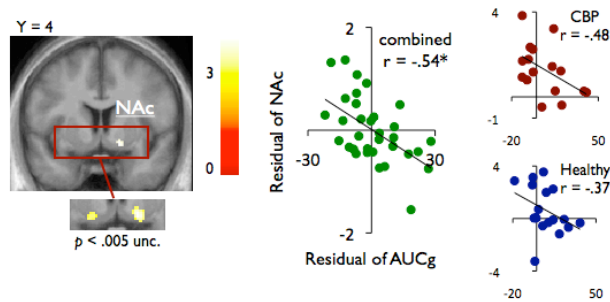 Y = 4
NAc
3
0
p < .005 unc.
Residual of NAc
2
combined
r = -.54*
-30
30
-2
Residual of AUCg
4
CBP
r = -.48
-1
-20
50
4
Healthy
r = -.37
-4
-20
50